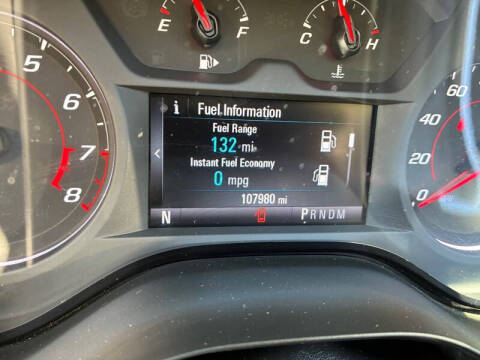 E F
C H
5
6
7
8
i Fuel Information
Fuel Range
132 mi
Instant Fuel Economy
0 mpg
107980 mi
N PRNDM
60
40
20
0